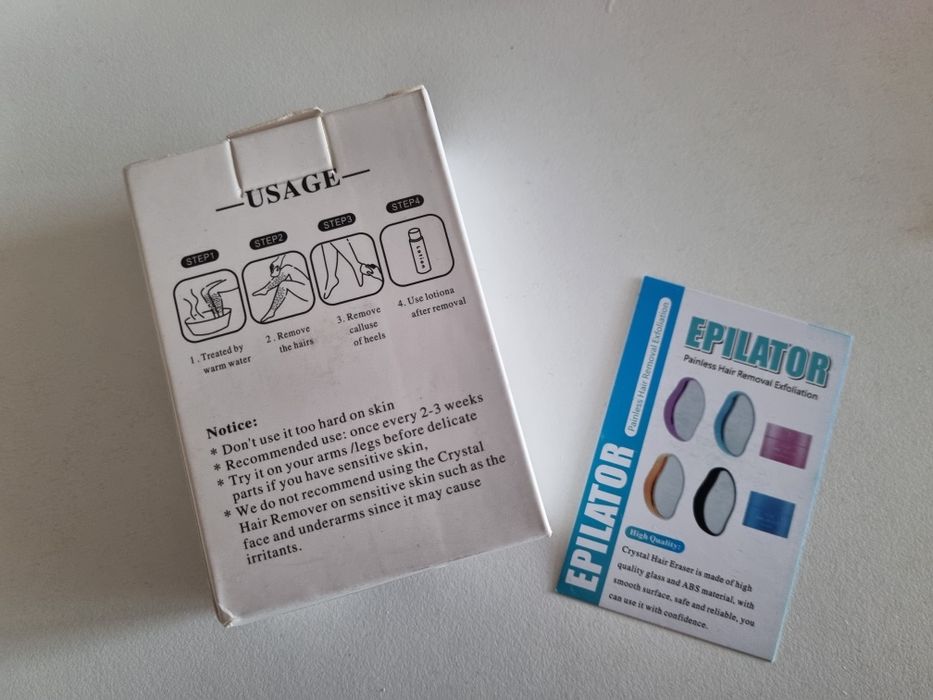 USAGE
STEP1
STEP2
STEP3
STEP4
Lotion
1. Treated by
warm water
2. Remove
the hairs
3. Remove
calluse
of heels
4. Use lotiona
after removal
Notice:
* Don't use it too hard on skin
* Recommended use: once every 2-3 weeks
* Try it on your arms /legs before delicate
parts if you have sensitive skin,
* We do not recommend using the Crystal
Hair Remover on sensitive skin such as the
face and underarms since it may cause
irritants.
EPILATOR
Painless Hair Removal Exfoliation
EPILATOR
Painless Hair Removal Exfoliation
High Quality:
Crystal Hair Eraser is made of high
quality glass and ABS material, with
smooth surface, safe and reliable, you
can use it with confidence.